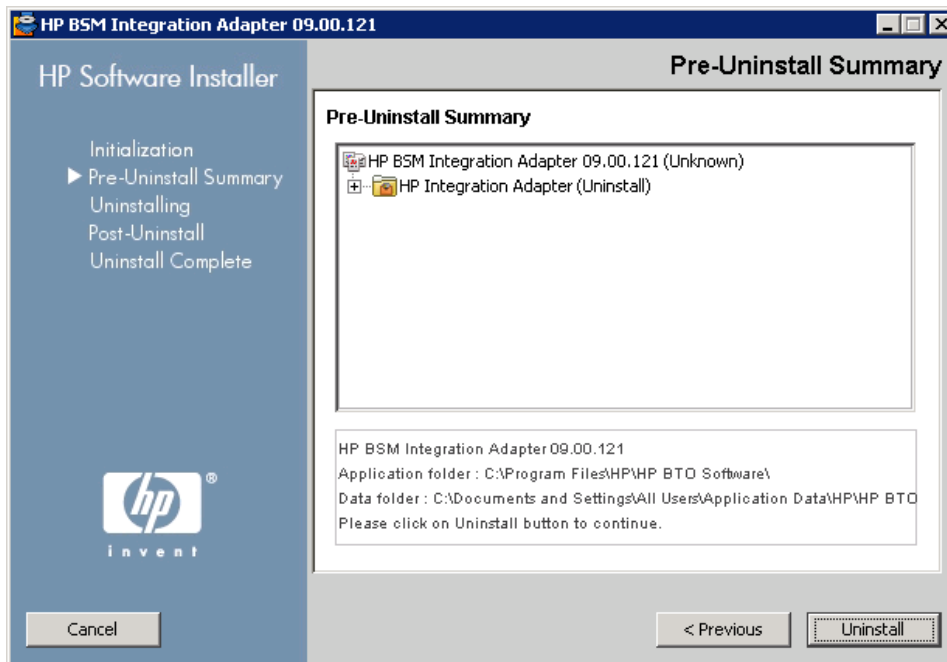 HP BSM Integration Adapter 09.00.121
HP Software Installer
Initialization
Pre-Uninstall Summary
Uninstalling
Post-Uninstall
Uninstall Complete
hp
®
invent
Pre-Uninstall Summary
Pre-Uninstall Summary
HP BSM Integration Adapter 09.00.121 (Unknown)
HP Integration Adapter (Uninstall)
HP BSM Integration Adapter 09.00.121
Application folder : C:\Program Files\HP\HP BTO Software\
Data folder : C:\Documents and Settings\All Users\Application Data\HP\HP BTO
Please click on Uninstall button to continue.
Cancel
< Previous
Uninstall